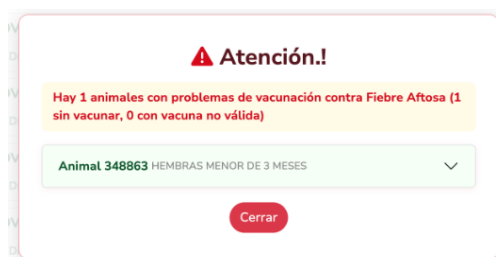 Atención.!
Hay 1 animales con problemas de vacunación contra Fiebre Aftosa (1
sin vacunar, 0 con vacuna no válida)
Animal 348863 HEMBRAS MENOR DE 3 MESES
Cerrar